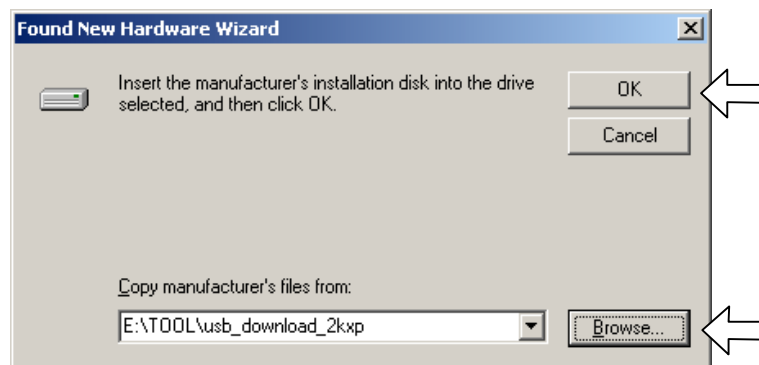 Found New Hardware Wizard
Insert the manufacturer's installation disk into the drive
selected, and then click OK.
OK
Cancel
Copy manufacturer's files from:
E:\TOOL\usb_download_2kxp
Browse...